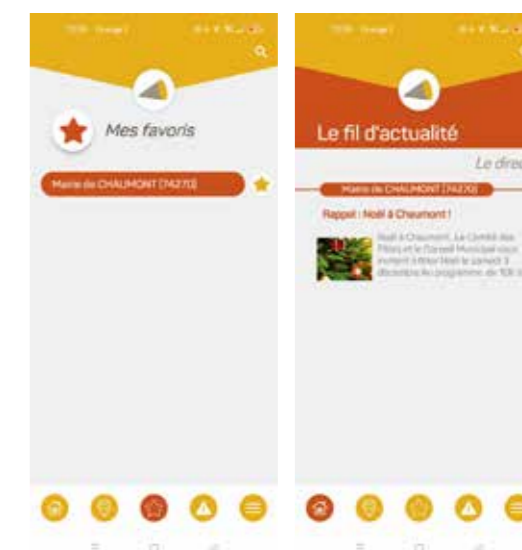 Mes favoris
Mairie de CHAUMONT (74270)
Le fil d'actualité
Le direc
Mairie de CHAUMONT (74270)
Rappel : Noël à Chaumont !
Noël à Chaumont. Le Comité des
Fêtes et le Conseil Municipal vous
invitent à fêter Noël le samedi 3
décembre Au programme, de 10h